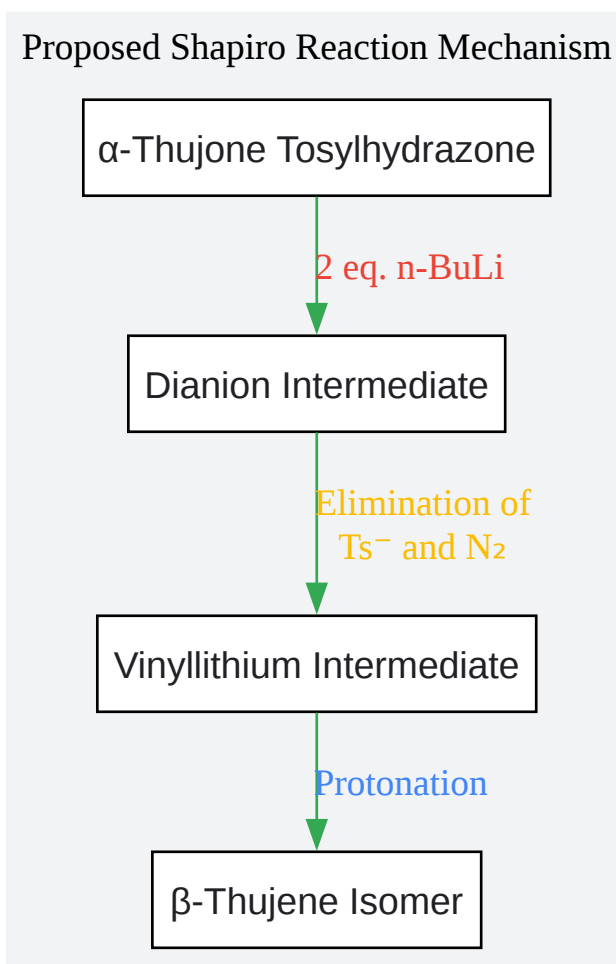 Proposed Shapiro Reaction Mechanism
α-Thujone Tosylhydrazone
2 eq. n-BuLi
Dianion Intermediate
Elimination of
Ts⁻ and N₂
Vinyllithium Intermediate
Protonation
β-Thujene Isomer